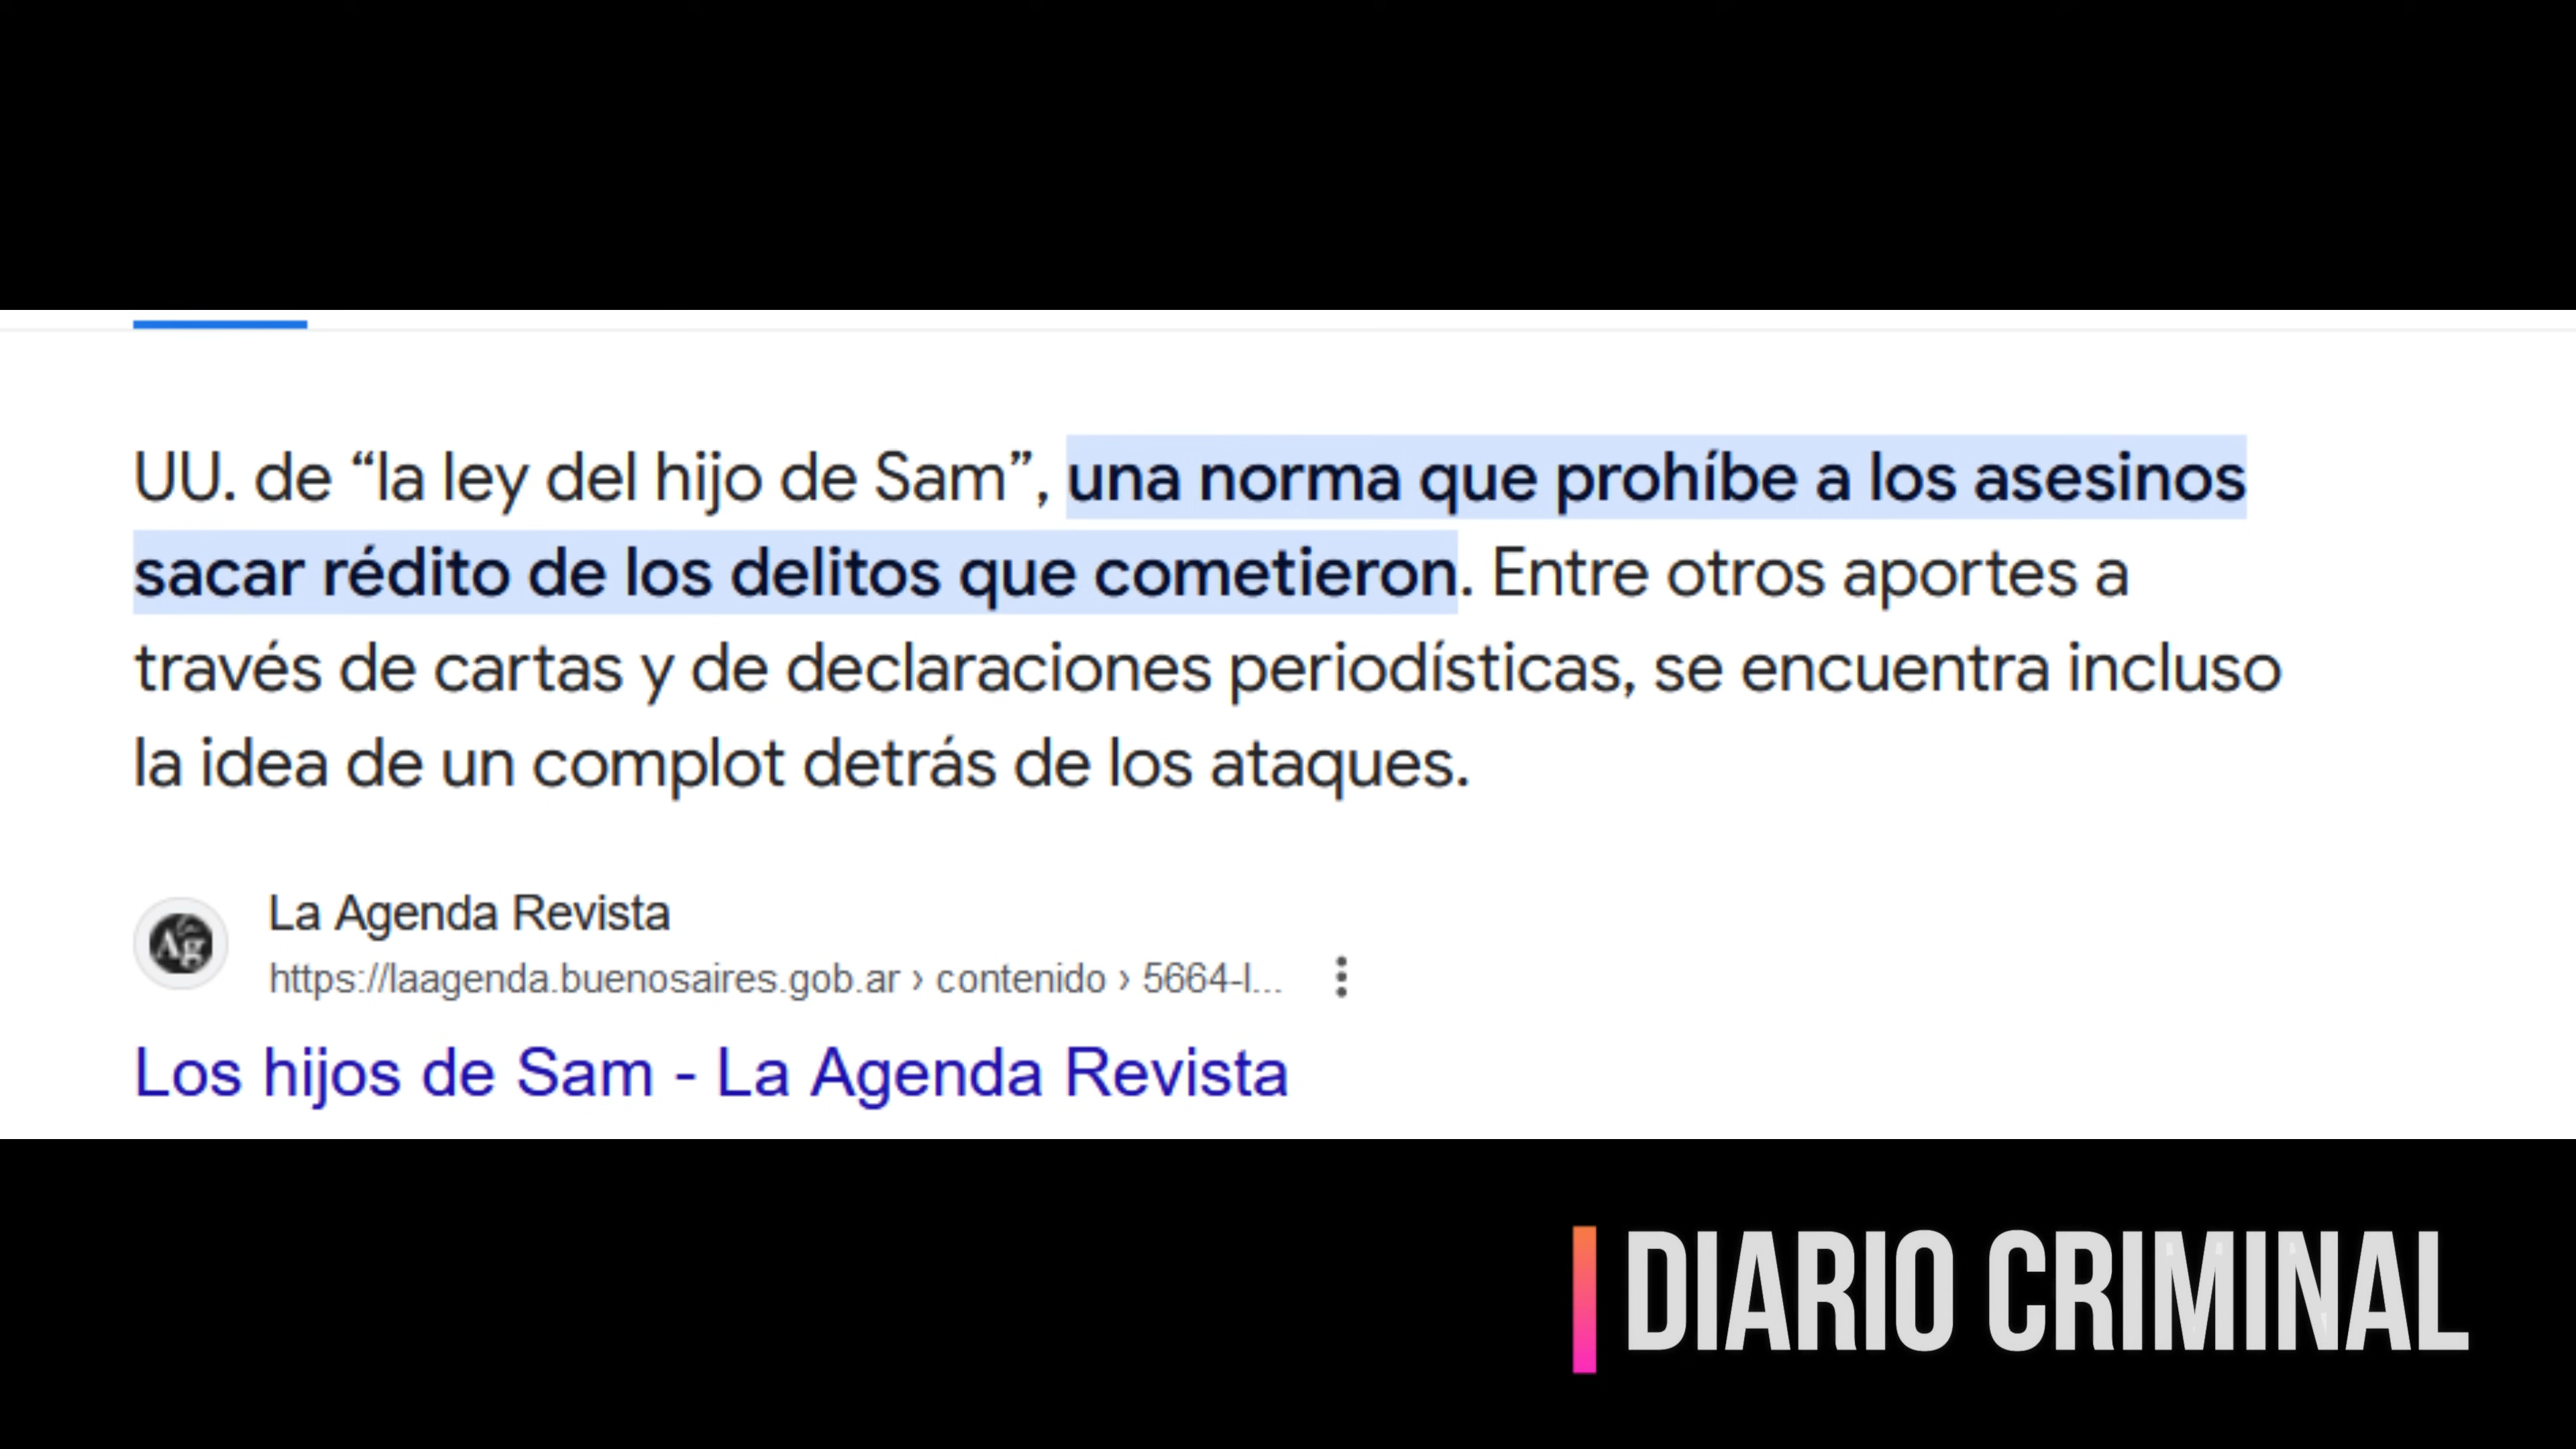 UU. de “la ley del hijo de Sam”, una norma que prohíbe a los asesinos
sacar rédito de los delitos que cometieron. Entre otros aportes a
través de cartas y de declaraciones periodísticas, se encuentra incluso
la idea de un complot detrás de los ataques.
Ag
La Agenda Revista
https://laagenda.buenosaires.gob.ar › contenido › 5664-l...
Los hijos de Sam - La Agenda Revista
DIARIO CRIMINAL